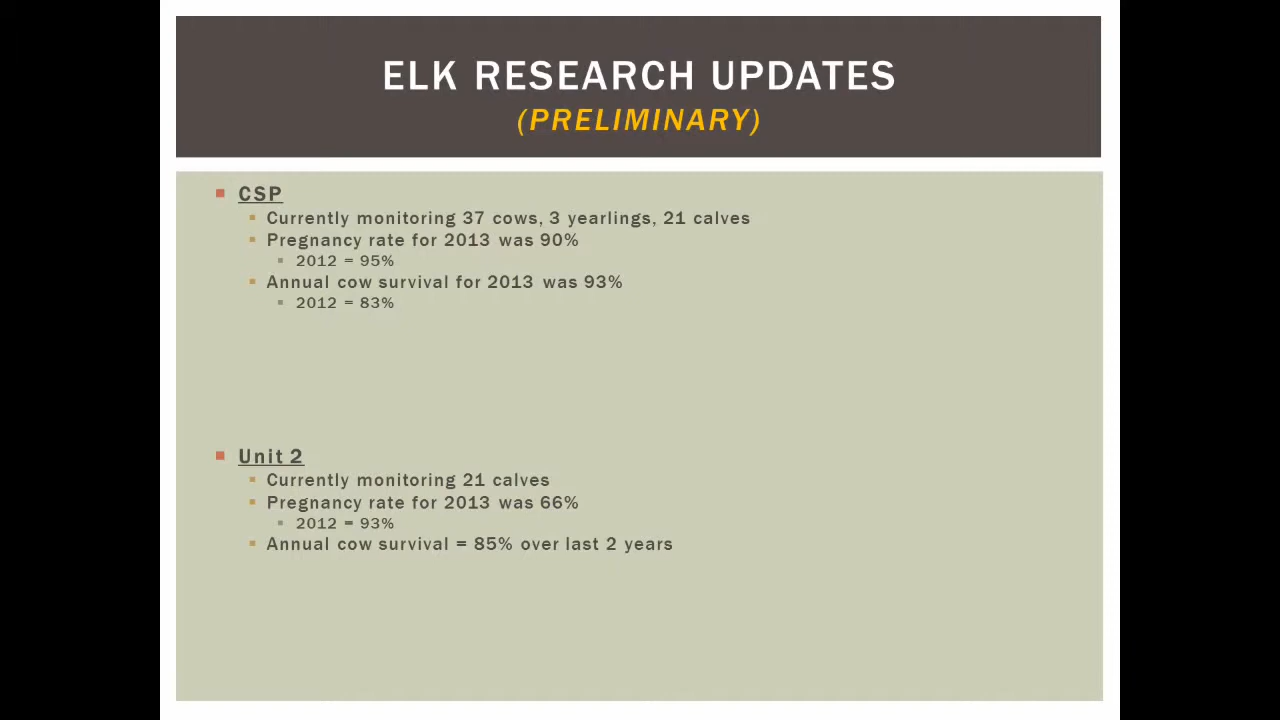 ELK RESEARCH UPDATES
(PRELIMINARY)
CSP
Currently monitoring 37 cows, 3 yearlings, 21 calves
Pregnancy rate for 2013 was 90%
2012 = 95%
Annual cow survival for 2013 was 93%
2012 = 83%
Unit 2
Currently monitoring 21 calves
Pregnancy rate for 2013 was 66%
2012 = 93%
Annual cow survival = 85% over last 2 years